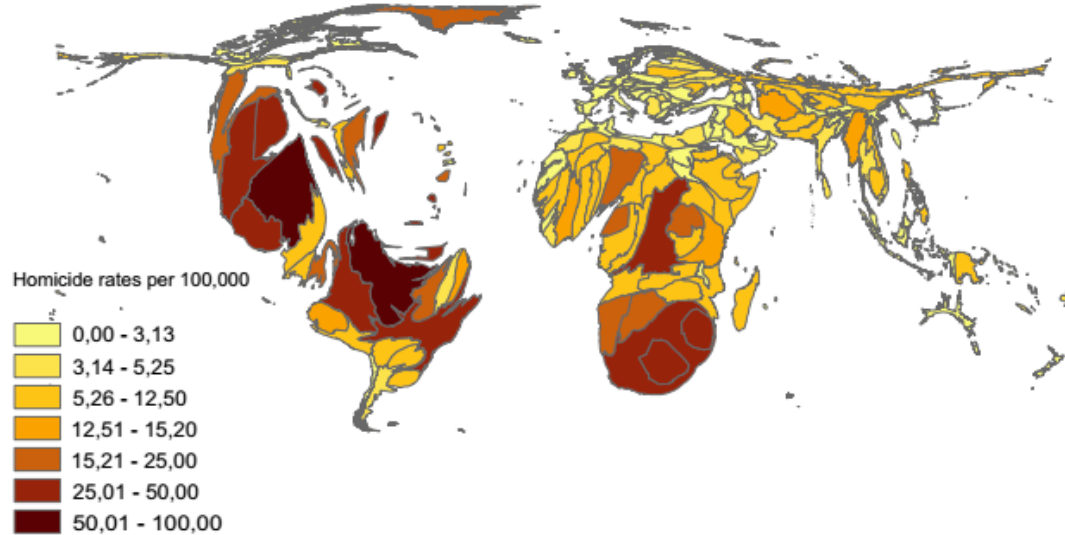 Homicide rates per 100,000
0,00 - 3,13
3,14 - 5,25
5,26 - 12,50
12,51 - 15,20
15,21 - 25,00
25,01 - 50,00
50,01 - 100,00